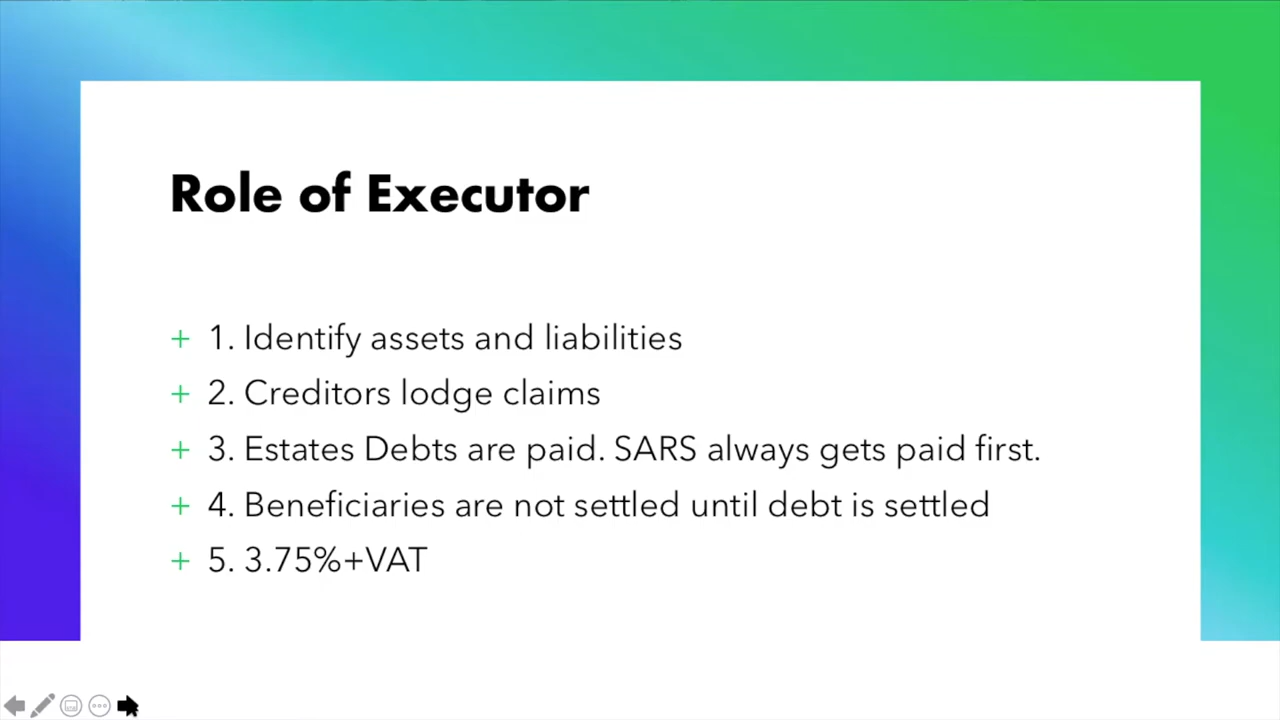 Role of Executor
+ 1. Identify assets and liabilities
+ 2. Creditors lodge claims
+ 3. Estates Debts are paid. SARS always gets paid first.
+ 4. Beneficiaries are not settled until debt is settled
+ 5. 3.75%+VAT